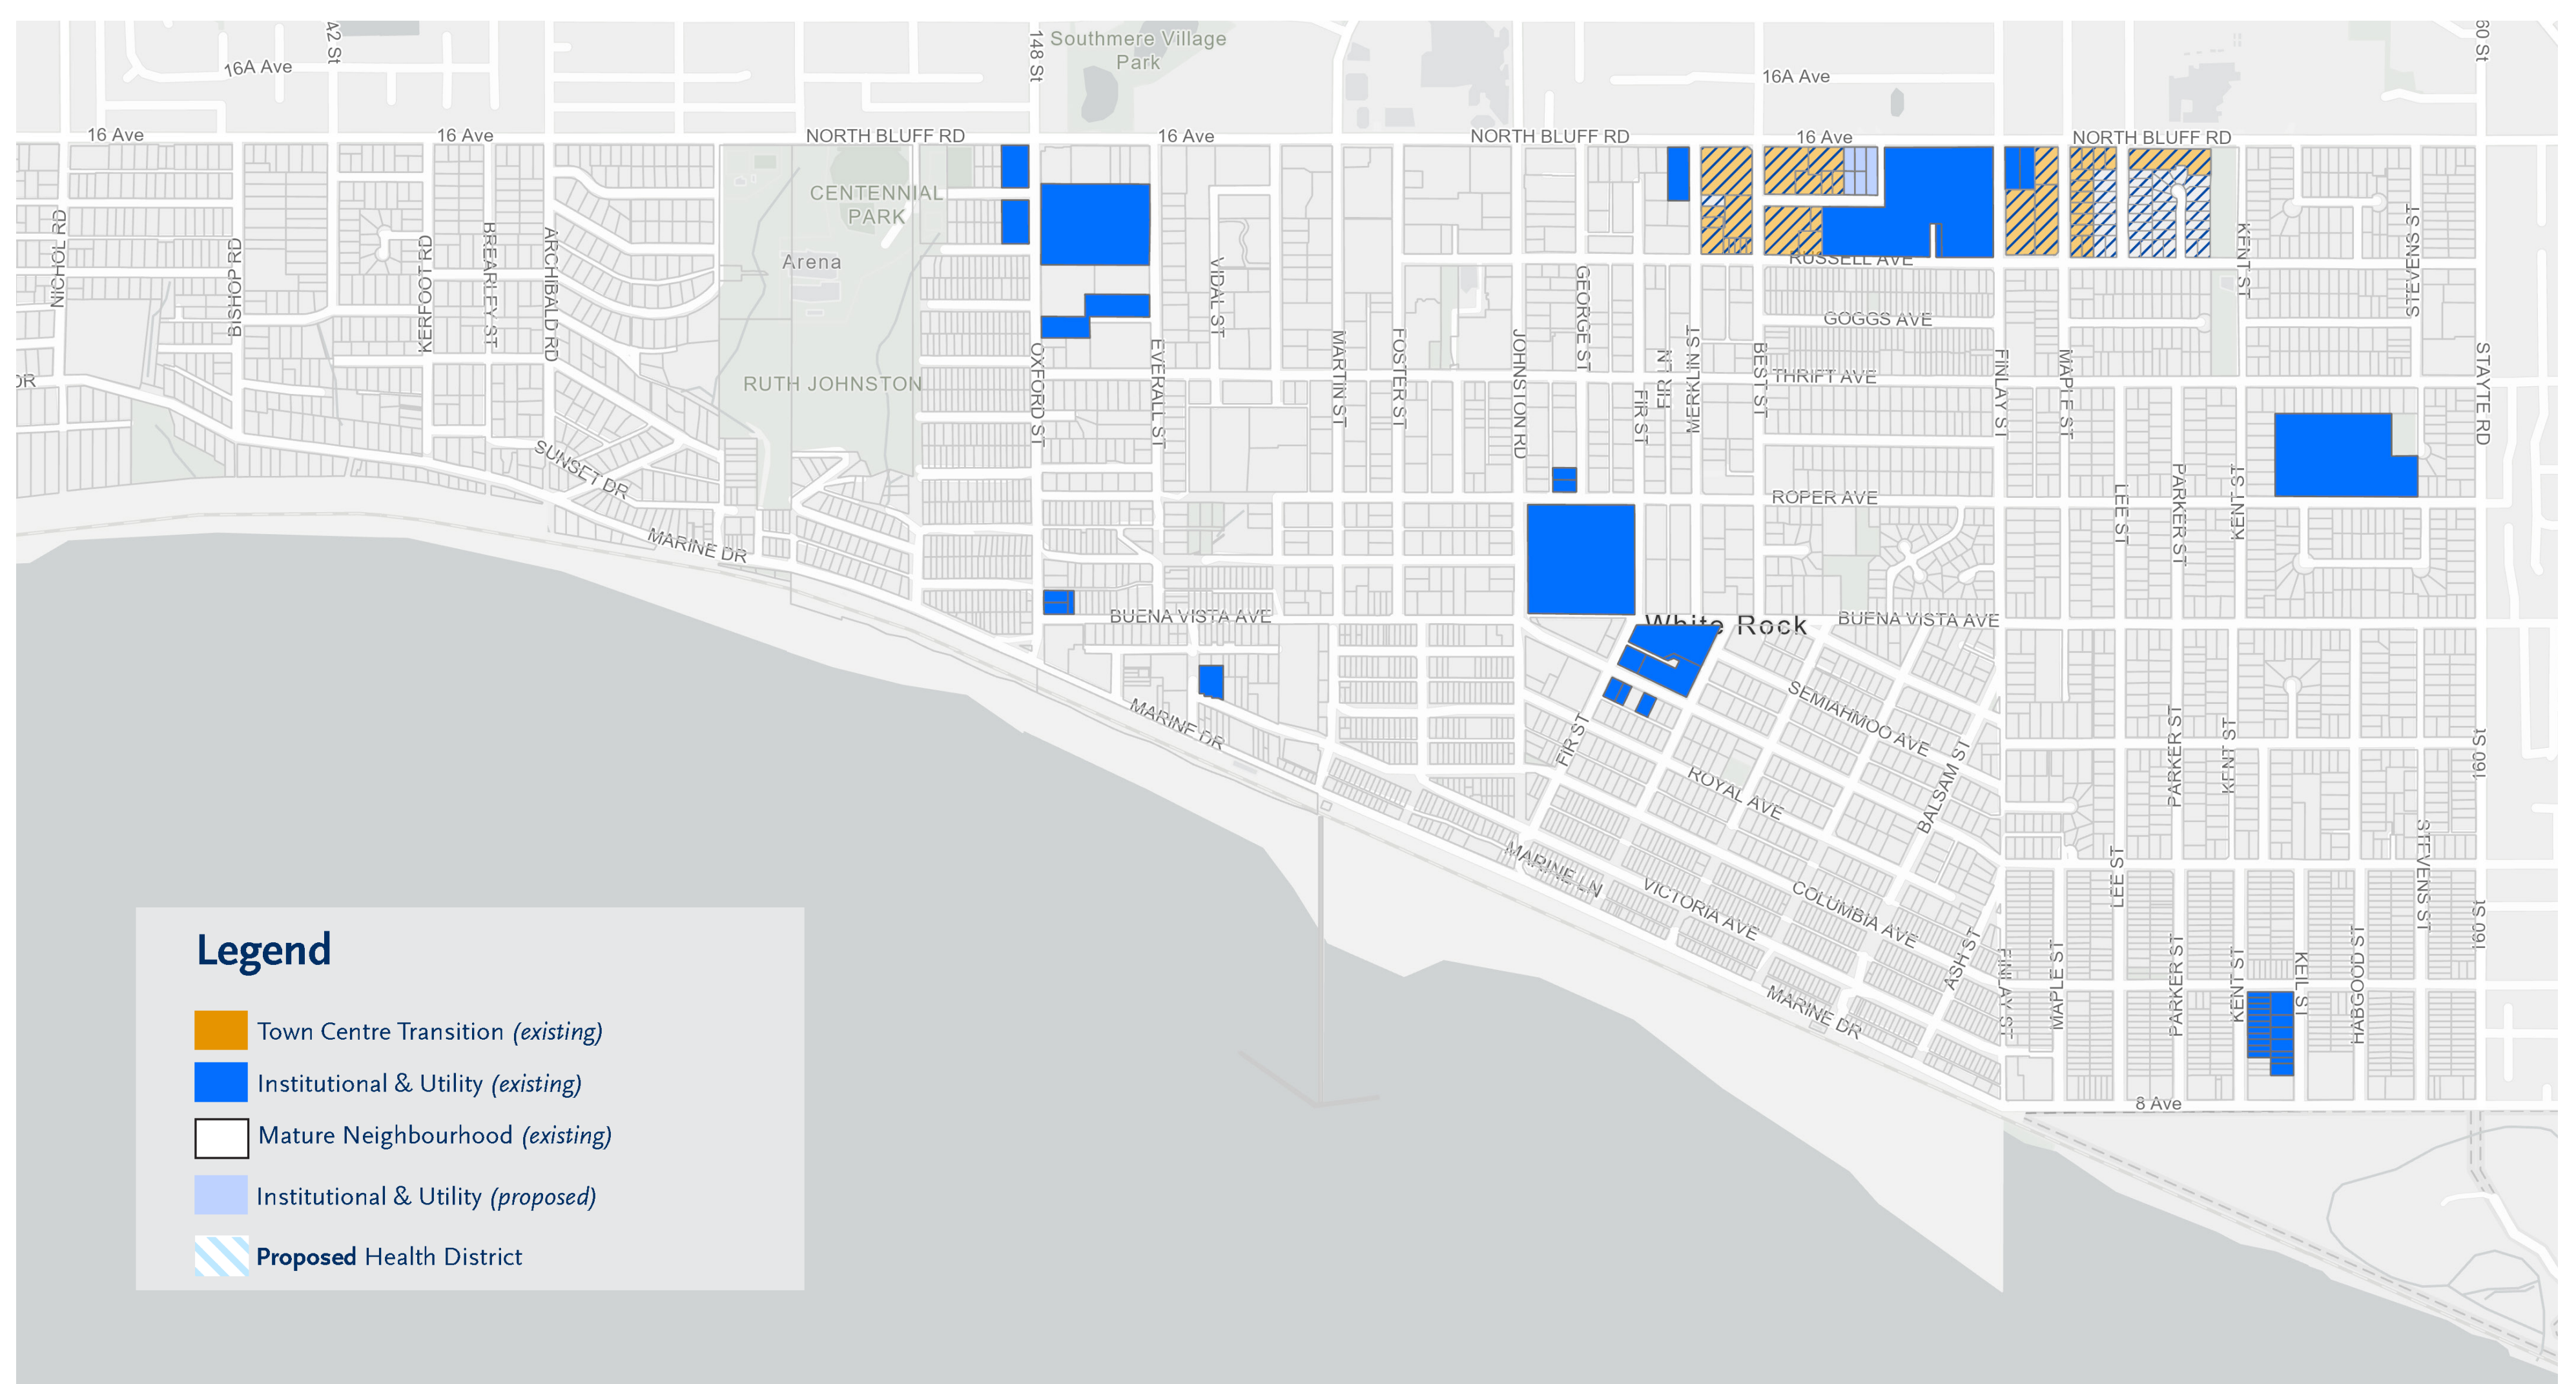 42 St
148 St
Southmere Village
Park
60 St
16A Ave
16A Ave
16 Ave
16 Ave
NORTH BLUFF RD
16 Ave
NORTH BLUFF RD
16 Ave
NORTH BLUFF RD
CENTENNIAL
PARK
Arena
NICHOL RD
BISHOP RD
KERFOOT RD
BREARLEY ST
ARCHIBALD RD
VIDAL ST
GEORGE ST
RUSSELL AVE
KENT ST
STEVENS ST
GOGGS AVE
DR
RUTH JOHNSTON
OXFORD ST
EVERALL ST
MARTIN ST
FOSTER ST
JOHNSTON RD
FIR ST
FIR LN
MERKLIN ST
BEST ST
THRIFT AVE
FINLAY ST
MAPLE ST
STAYTE RD
SUNSET DR
MARINE DR
ROPER AVE
LEE ST
PARKER ST
KENT ST
BUENA VISTA AVE
White Rock
BUENA VISTA AVE
MARINE DR
FIR ST
SEMIAHMOO AVE
ROYAL AVE
BALSAM ST
PARKER ST
KENT ST
160 St
MARINE LN
VICTORIA AVE
COLUMBIA AVE
LEE ST
STEVENS ST
160 St
MARINE DR
ASH ST
FINLAY ST
MAPLE ST
PARKER ST
KENT ST
KEIL ST
HABGOOD ST
8 Ave
Legend
Town Centre Transition (existing)
Institutional & Utility (existing)
Mature Neighbourhood (existing)
Institutional & Utility (proposed)
Proposed Health District